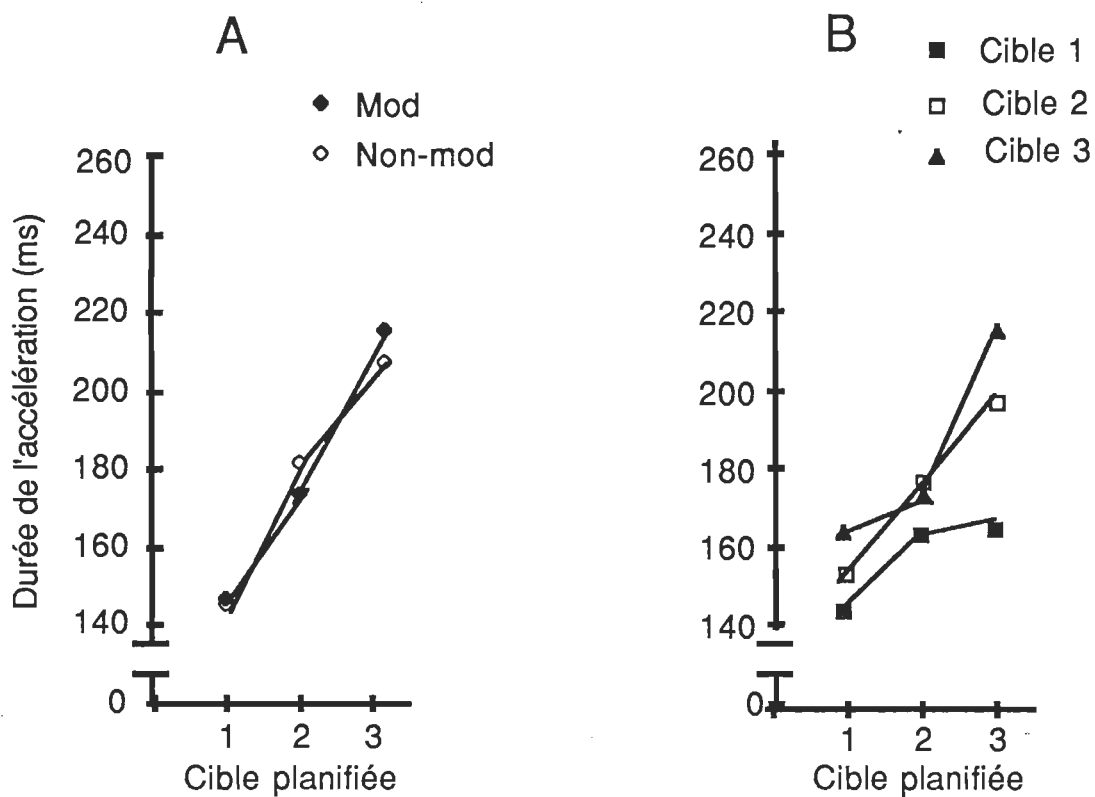 A
Mod
Non-mod
Durée de l'accélération (ms)
260
240
220
200
180
160
140
0
1 2 3
Cible planifiée
B
Cible 1
Cible 2
Cible 3
260
240
220
200
180
160
140
0
1 2 3
Cible planifiée